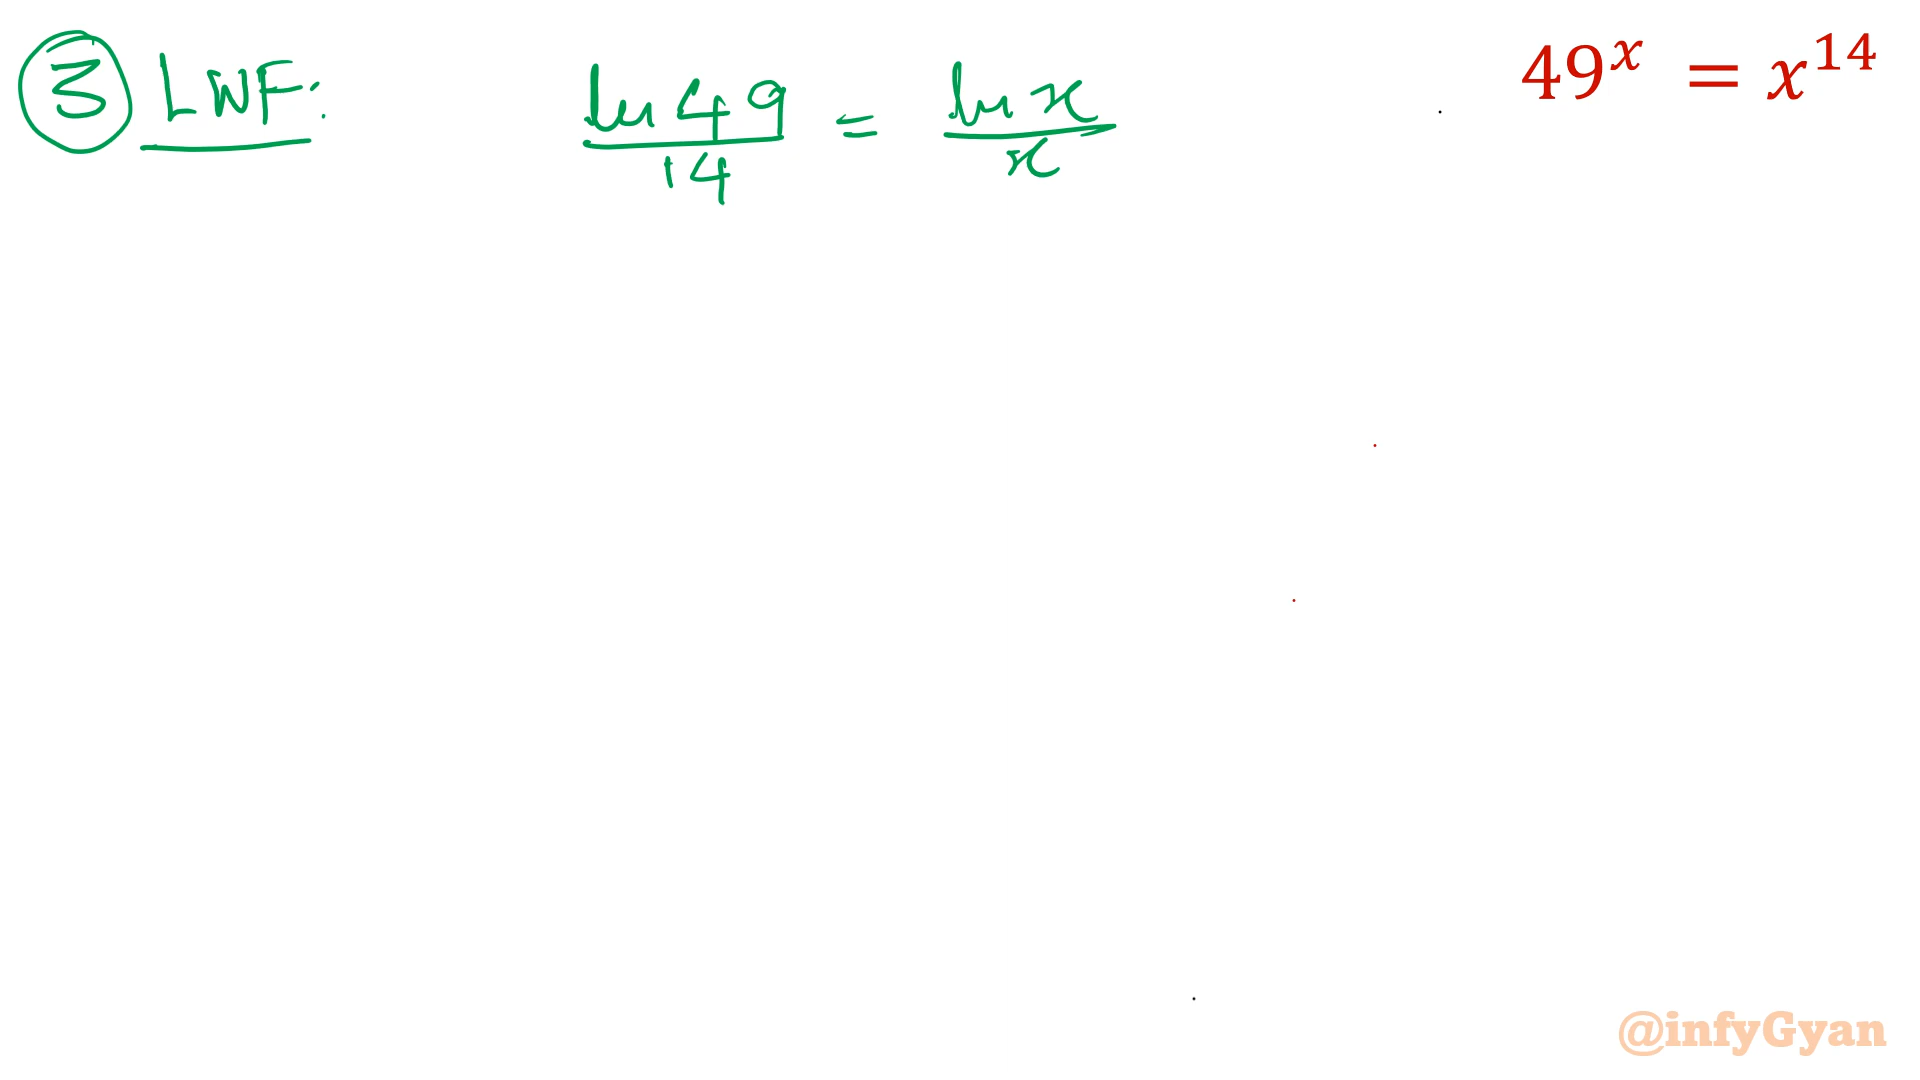 ③ LWF: ln 49 / 14 = ln x / x
49^x = x^14
@infyGyan